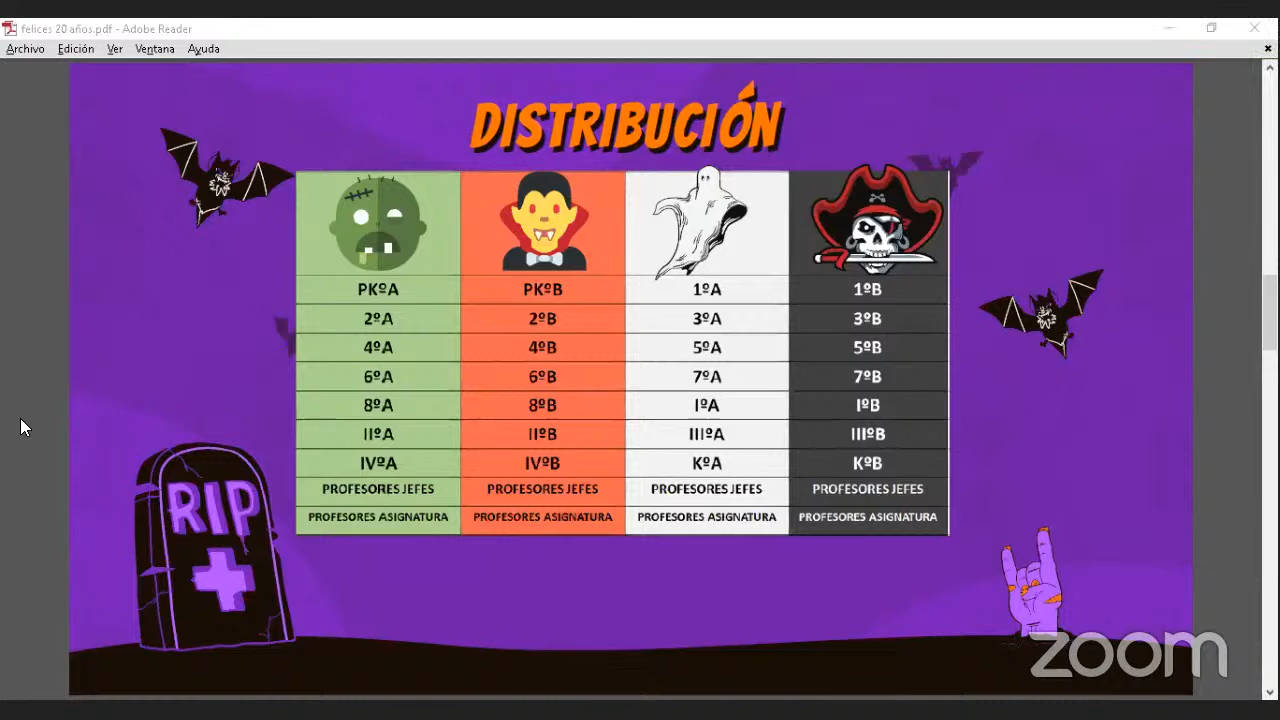 felices 20 años.pdf - Adobe Reader
Archivo Edición Ver Ventana Ayuda
DISTRIBUCIÓN
PKºA PKºB 1ºA 1ºB
2ºA 2ºB 3ºA 3ºB
4ºA 4ºB 5ºA 5ºB
6ºA 6ºB 7ºA 7ºB
8ºA 8ºB IºA IºB
IIºA IIºB IIIºA IIIºB
IVºA IVºB KºA KºB
PROFESORES JEFES PROFESORES JEFES PROFESORES JEFES PROFESORES JEFES
PROFESORES ASIGNATURA PROFESORES ASIGNATURA PROFESORES ASIGNATURA PROFESORES ASIGNATURA
RIP
zoom